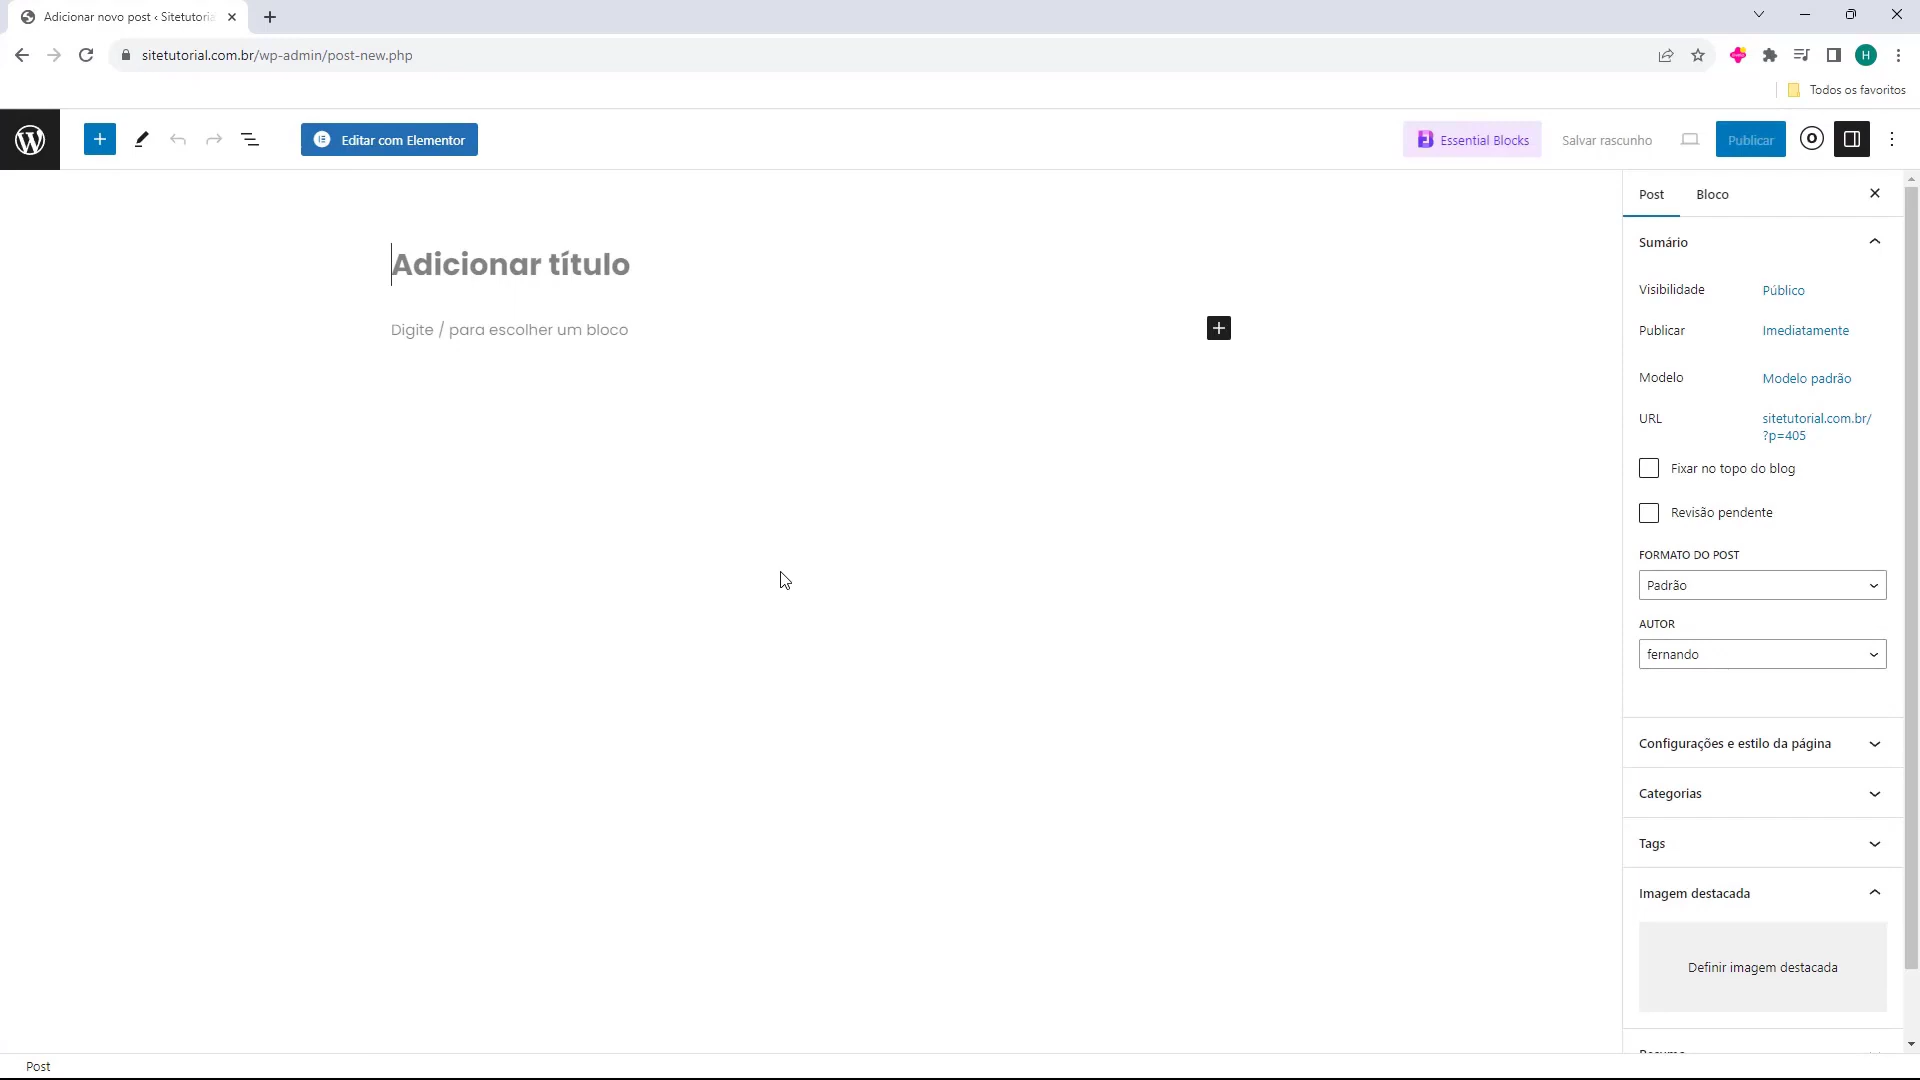 Adicionar novo post ‹ Sitetutoria
sitetutorial.com.br/wp-admin/post-new.php
H
Todos os favoritos
Editar com Elementor
Essential Blocks
Salvar rascunho
Publicar
Post
Bloco
Sumário
Adicionar título
Visibilidade
Público
Digite / para escolher um bloco
Publicar
Imediatamente
Modelo
Modelo padrão
URL
sitetutorial.com.br/
?p=405
Fixar no topo do blog
Revisão pendente
FORMATO DO POST
Padrão
AUTOR
fernando
Configurações e estilo da página
Categorias
Tags
Imagem destacada
Definir imagem destacada
Post